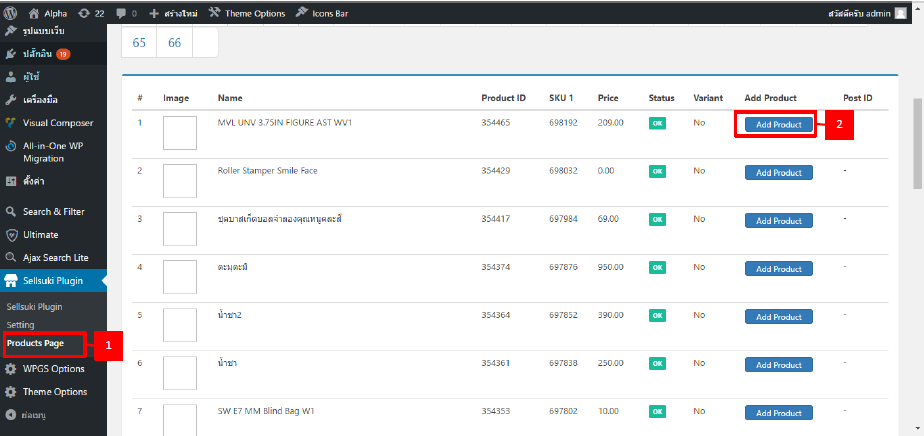 Alpha 22 0 สร้างใหม่ Theme Options Icons Bar สวัสดีครับ admin
รูปแบบเว็บ
ปลั๊กอิน 19
ผู้ใช้
เครื่องมือ
Visual Composer
All-in-One WP
Migration
ตั้งค่า
Search & Filter
Ultimate
Ajax Search Lite
Sellsuki Plugin
Sellsuki Plugin
Setting
Products Page
1
WPGS Options
Theme Options
ย่อเมนู
65 66
# Image Name Product ID SKU 1 Price Status Variant Add Product Post ID
1 MVL UNV 3.75IN FIGURE AST WV1 354465 698192 209.00 OK No Add Product 2
2 Roller Stamper Smile Face 354429 698032 0.00 OK No Add Product -
3 ชุดบาสเก็ตบอลจำลองคุณหนูคละสี 354417 697984 69.00 OK No Add Product -
4 354374 697876 950.00 OK No Add Product -
5 น้ำชา2 354364 697852 390.00 OK No Add Product -
6 น้ำชา 354361 697838 250.00 OK No Add Product -
7 SW E7 MM Blind Bag W1 354353 697802 10.00 OK No Add Product -